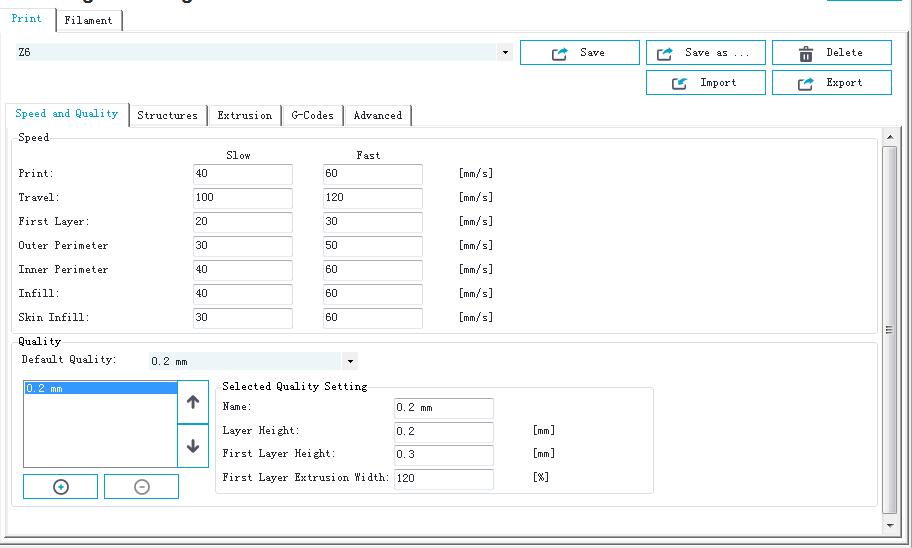 Print Filament
Z6 Save Save as ... Delete
Import Export
Speed and Quality Structures Extrusion G-Codes Advanced
Speed
Slow Fast
Print: 40 60 [mm/s]
Travel: 100 120 [mm/s]
First Layer: 20 30 [mm/s]
Outer Perimeter 30 50 [mm/s]
Inner Perimeter 40 60 [mm/s]
Infill: 40 60 [mm/s]
Skin Infill: 30 60 [mm/s]
Quality
Default Quality: 0.2 mm
0.2 mm
Selected Quality Setting
Name: 0.2 mm
Layer Height: 0.2 [mm]
First Layer Height: 0.3 [mm]
First Layer Extrusion Width: 120 [%]